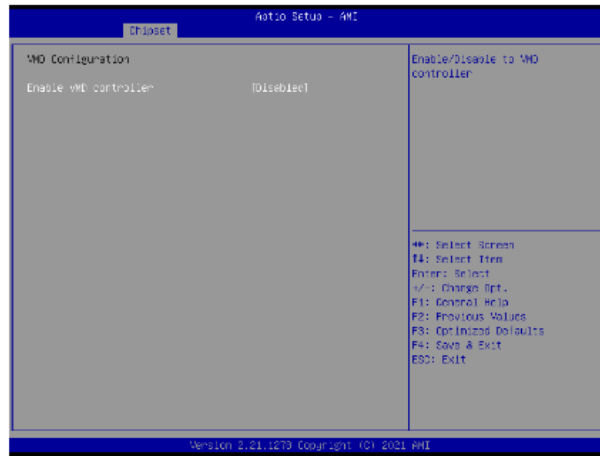 Aptio Setup - AMI
Chipset
VMD Configuration
Enable VMD controller [Disabled]
Enable/Disable to VMD
controller
: Select Screen
↑↓: Select Item
Enter: Select
+/-: Change Opt.
F1: General Help
F2: Previous Values
F3: Optimized Defaults
F4: Save & Exit
ESC: Exit
Version 2.21.1278 Copyright (C) 2021 AMI